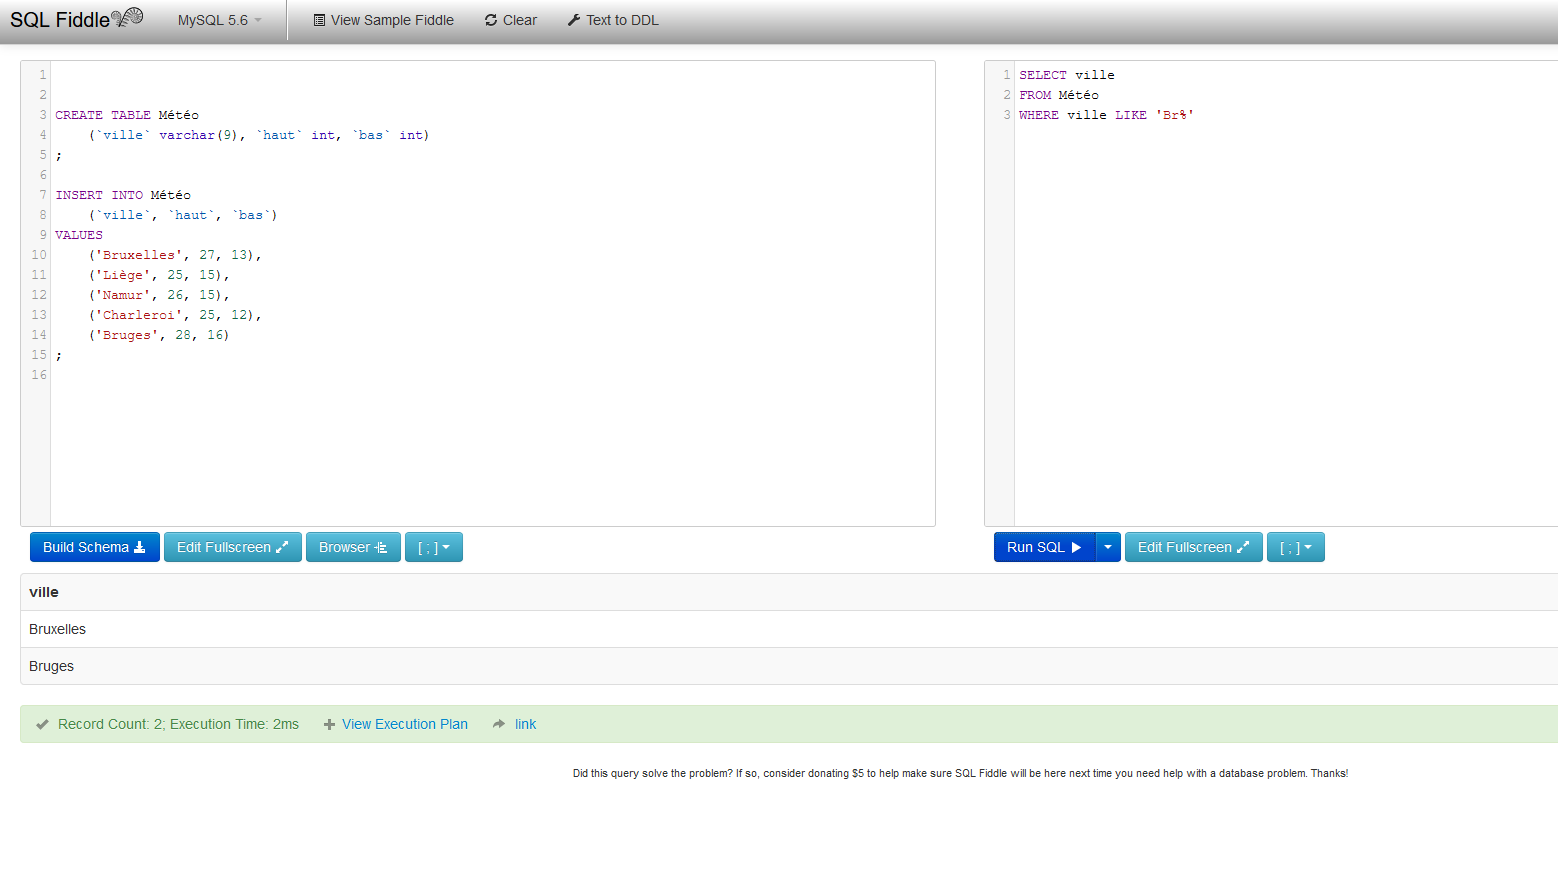 SQL Fiddle MySQL 5.6 View Sample Fiddle Clear Text to DDL
1
2
3 CREATE TABLE Météo
4 (`ville` varchar(9), `haut` int, `bas` int)
5 ;
6
7 INSERT INTO Météo
8 (`ville`, `haut`, `bas`)
9 VALUES
10 ('Bruxelles', 27, 13),
11 ('Liège', 25, 15),
12 ('Namur', 26, 15),
13 ('Charleroi', 25, 12),
14 ('Bruges', 28, 16)
15 ;
16
1 SELECT ville
2 FROM Météo
3 WHERE ville LIKE 'Br%'
Build Schema Edit Fullscreen Browser [ ; ]
Run SQL Edit Fullscreen [ ; ]
ville
Bruxelles
Bruges
Record Count: 2; Execution Time: 2ms View Execution Plan link
Did this query solve the problem? If so, consider donating $5 to help make sure SQL Fiddle will be here next time you need help with a database problem. Thanks!